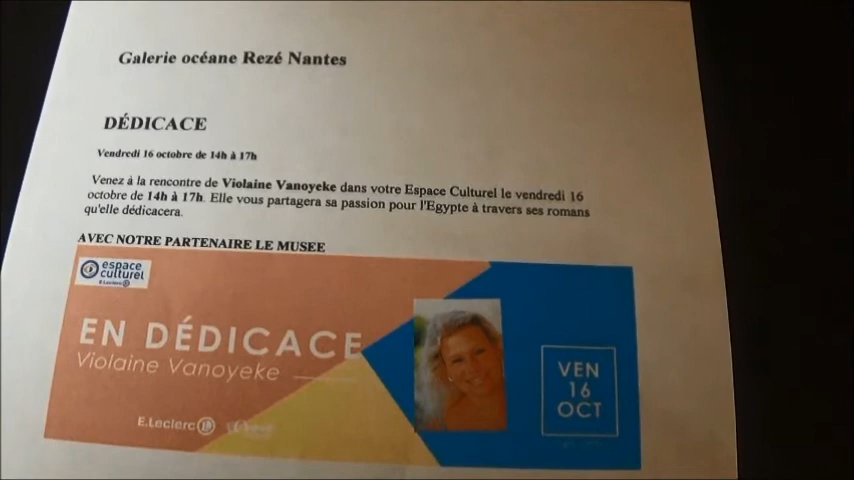 Galerie océane Rezé Nantes
DÉDICACE
Vendredi 16 octobre de 14h à 17h
Venez à la rencontre de Violaine Vanoyeke dans votre Espace Culturel le vendredi 16
octobre de 14h à 17h. Elle vous partagera sa passion pour l'Egypte à travers ses romans
qu'elle dédicacera.
AVEC NOTRE PARTENAIRE LE MUSEE
espace
culturel
E.Leclerc
EN DÉDICACE
Violaine Vanoyeke
E.Leclerc
VEN
16
OCT